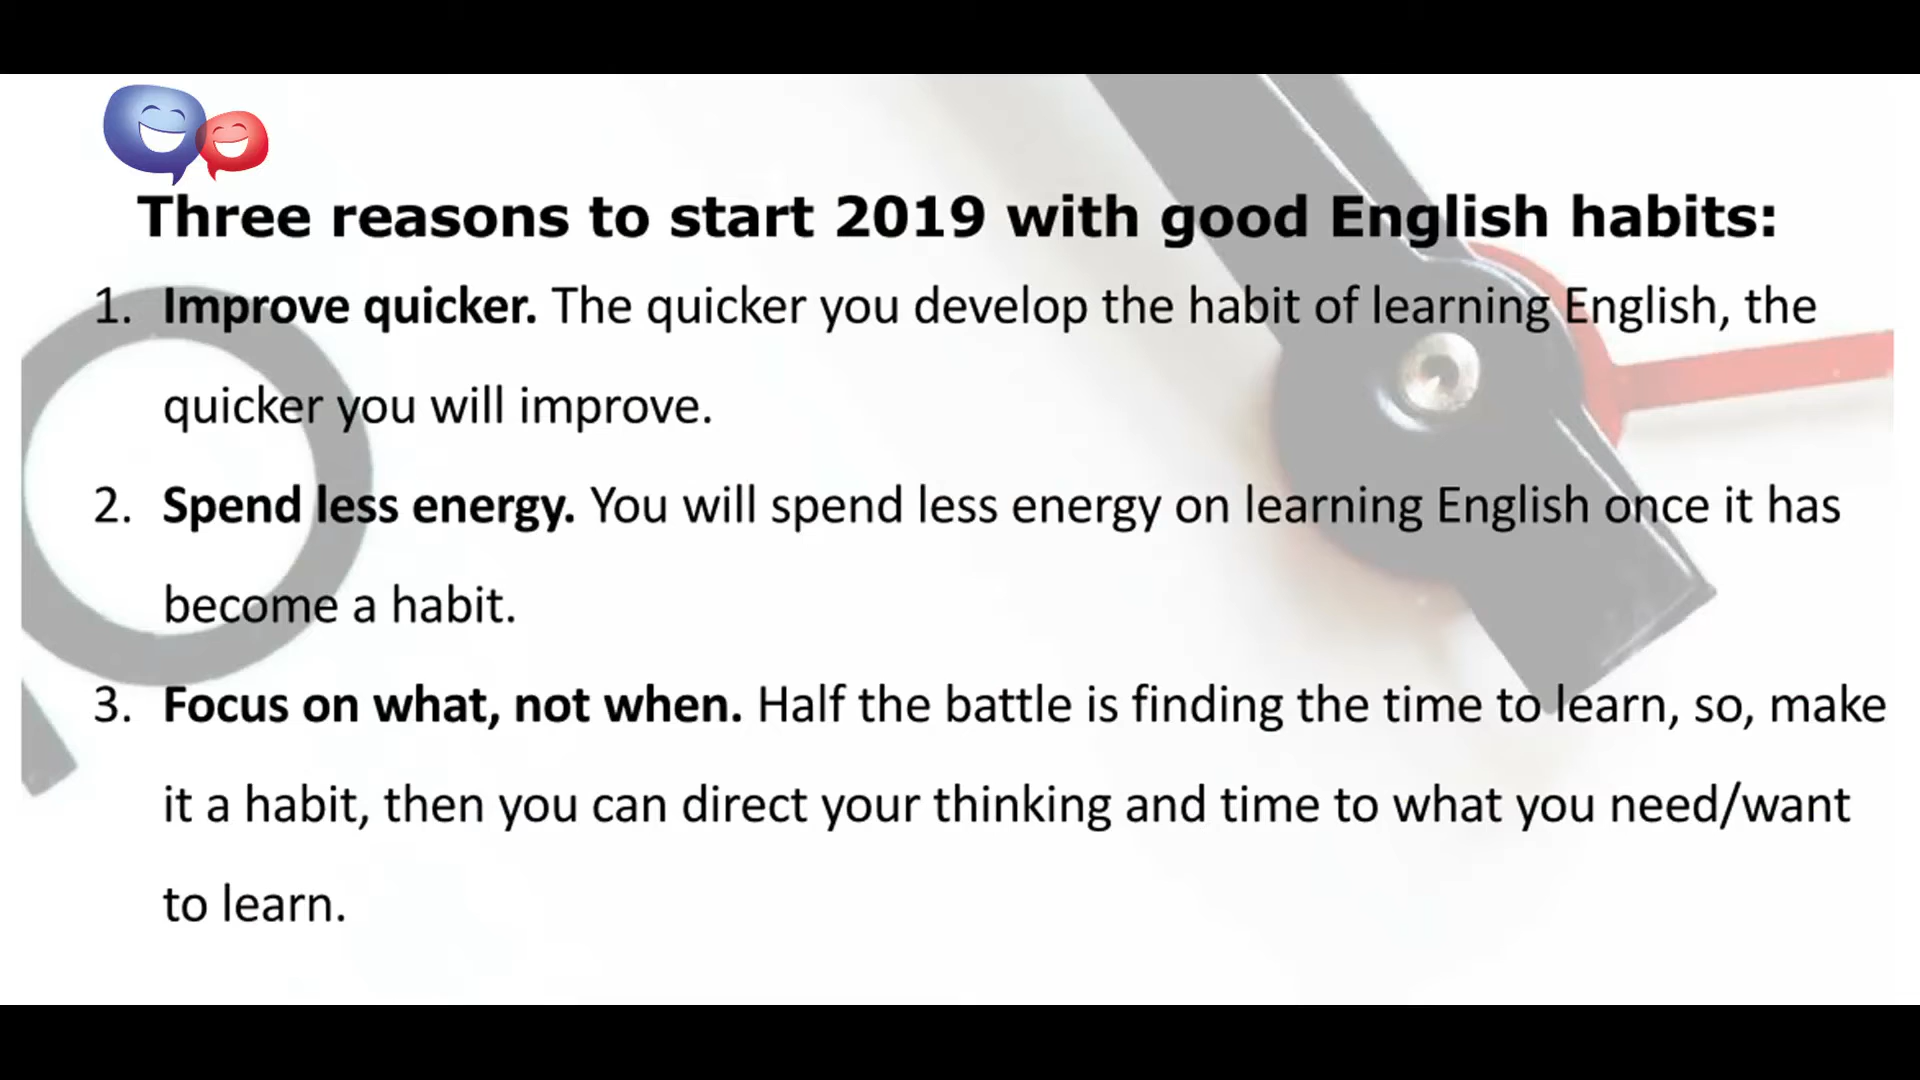 Three reasons to start 2019 with good English habits:
1. Improve quicker. The quicker you develop the habit of learning English, the
quicker you will improve.
2. Spend less energy. You will spend less energy on learning English once it has
become a habit.
3. Focus on what, not when. Half the battle is finding the time to learn, so, make
it a habit, then you can direct your thinking and time to what you need/want
to learn.